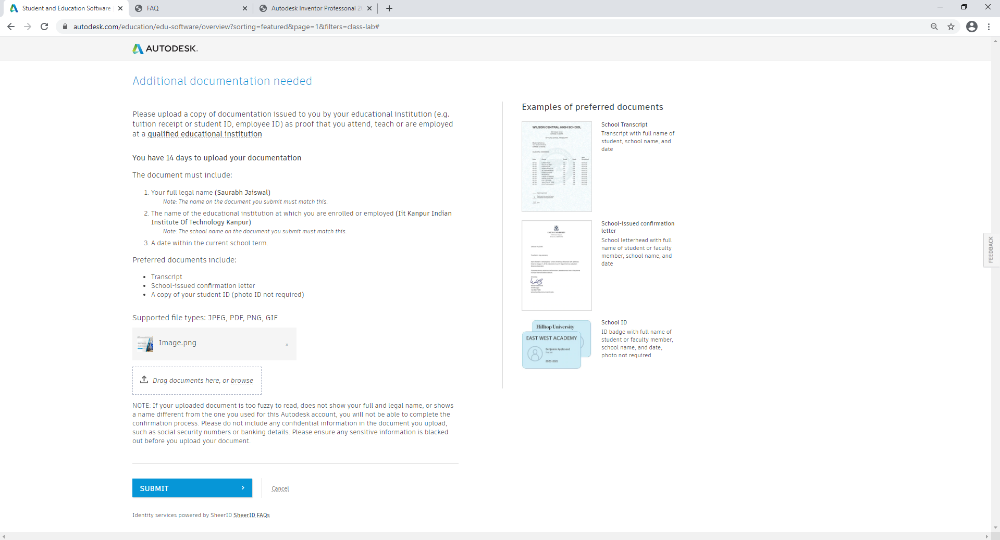 Student and Education Software
FAQ
Autodesk Inventor Professonal 20
autodesk.com/education/edu-software/overview?sorting=featured&page=1&filters=class-lab#
AUTODESK.
Additional documentation needed
Please upload a copy of documentation issued to you by your educational institution (e.g.
tuition receipt or student ID, employee ID) as proof that you attend, teach or are employed
at a qualified educational institution
You have 14 days to upload your documentation
The document must include:
1. Your full legal name (Saurabh Jaiswal)
Note: The name on the document you submit must match this.
2. The name of the educational institution at which you are enrolled or employed (Iit Kanpur Indian
Institute Of Technology Kanpur)
Note: The school name on the document you submit must match this.
3. A date within the current school term.
Preferred documents include:
• Transcript
• School-issued confirmation letter
• A copy of your student ID (photo ID not required)
Supported file types: JPEG, PDF, PNG, GIF
Image.png
Drag documents here, or browse
NOTE: If your uploaded document is too fuzzy to read, does not show your full and legal name, or shows
a name different from the one you used for this Autodesk account, you will not be able to complete the
confirmation process. Please do not include any confidential information in the document you upload,
such as social security numbers or banking details. Please ensure any sensitive information is blacked
out before you upload your document.
SUBMIT
Cancel
Identity services powered by SheerID SheerID FAQs
Examples of preferred documents
WILSON CENTRAL HIGH SCHOOL
OFFICIAL SCHOOL TRANSCRIPT
School Transcript
Transcript with full name of
student, school name, and
date
UNION UNIVERSITY
School-issued confirmation
letter
School letterhead with full
name of student or faculty
member, school name, and
date
Hilltop University
EAST WEST ACADEMY
Benjamin Appleseed
Teacher
2020-2021
School ID
ID badge with full name of
student or faculty member,
school name, and date,
photo not required
FEEDBACK